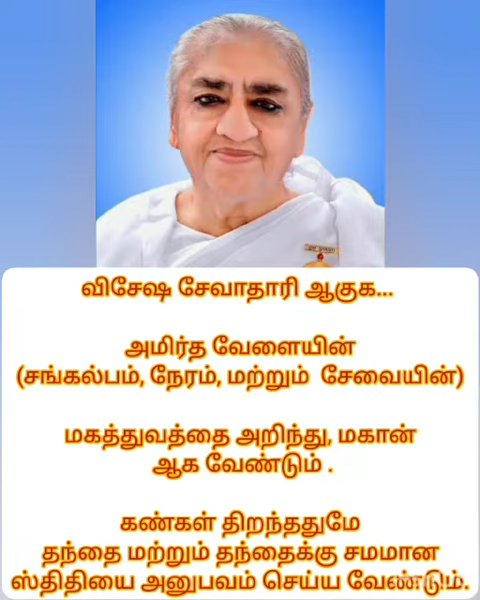 விசேஷ சேவாதாரி ஆகுக...
அமிர்த வேளையின்
(சங்கல்பம், நேரம், மற்றும் சேவையின்)
மகத்துவத்தை அறிந்து, மகான்
ஆக வேண்டும் .
கண்கள் திறந்ததுமே
தந்தை மற்றும் தந்தைக்கு சமமான
ஸ்திதியை அனுபவம் செய்ய வேண்டும்.